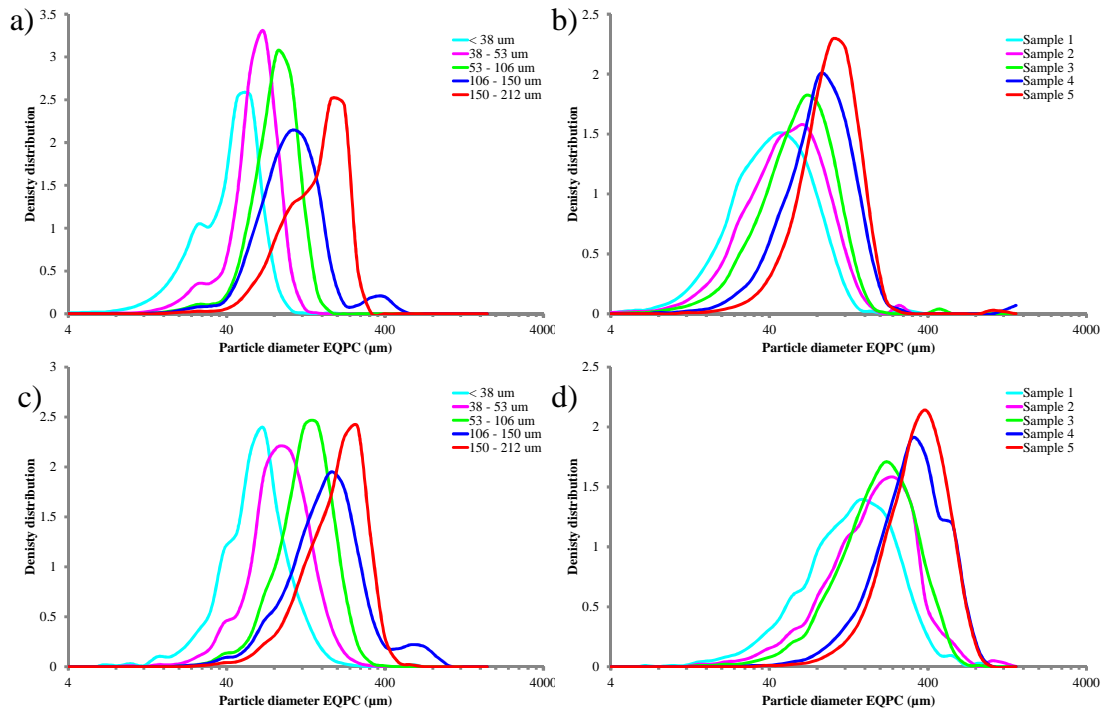 a)
3.5
3
2.5
2
1.5
1
0.5
0
4
40
400
4000
Denisty distribution
Particle diameter EQPC (µm)
< 38 um
38 - 53 um
53 - 106 um
106 - 150 um
150 - 212 um
b)
2.5
2
1.5
1
0.5
0
4
40
400
4000
Denisty distribution
Particle diameter EQPC (µm)
Sample 1
Sample 2
Sample 3
Sample 4
Sample 5
c)
3
2.5
2
1.5
1
0.5
0
4
40
400
4000
Density distribution
Particle diameter EQPC (µm)
< 38 um
38 - 53 um
53 - 106 um
106 - 150 um
150 - 212 um
d)
2.5
2
1.5
1
0.5
0
4
40
400
4000
Density distribution
Particle diameter EQPC (µm)
Sample 1
Sample 2
Sample 3
Sample 4
Sample 5